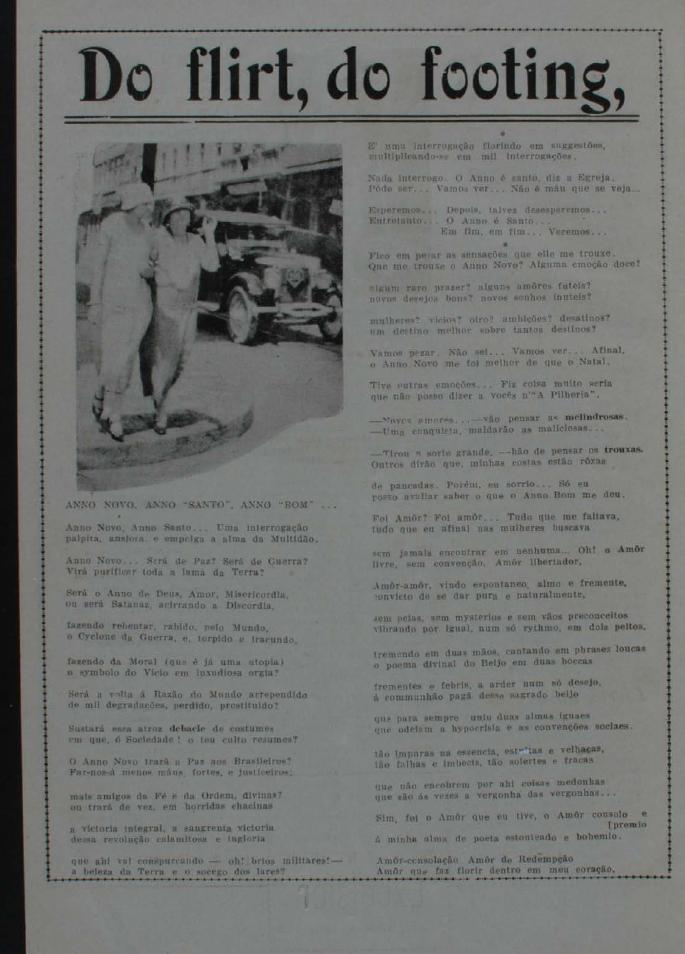 Do flirt, do footing,
ANNO NOVO, ANNO "SANTO", ANNO "BOM" ...
*
Anno Novo, Anno Santo... Uma interrogação
palpita, ansiosa, e empolga a alma da Multidão.
Anno Novo... Será de Paz? Será de Guerra?
Virá purificar toda a lama da Terra?
Será o Anno de Deus, Amor, Misericordia,
ou será Satanaz, acirrando a Discordia,
fazendo rebentar, rabido, pelo Mundo,
o Cyclone da Guerra, e, torpido e iracundo,
fazendo da Moral (que é já uma utopia)
o symbolo do Vicio em luxudiosa orgia?
Será a volta á Razão do Mundo arrependido
de mil degradações, perdido, prostituido?
Sustará essa atroz debacle de costumes
em que, ó Sociedade! o teu culto resumes?
O Anno Novo trará a Paz aos Brasileiros?
Far-nos-á menos máus, fortes, e justiceiros;
mais amigos da Fé e da Ordem, divinas?
ou trará de vez, em horridas chacinas
a victoria integral, a sangrenta victoria
dessa revolução calamitosa e ingloria
que ahi vai conspurcando — oh! brios militares!—
a beleza da Terra e o socego dos lares?
*
E' uma interrogação florindo em suggestões,
multiplicando-se em mil interrogações.
Nada interrogo. O Anno é santo, diz a Egreja.
Póde ser... Vamos ver... Não é máu que se veja...
Esperemos... Depois, talvez desesperemos...
Entretanto... O Anno é Santo...
Em fim, em fim... Veremos...
*
Fico em pezar as sensações que elle me trouxe.
Que me trouxe o Anno Novo? Alguma emoção doce?
algum raro prazer? alguns amôres futeis?
novos desejos bons? novos sonhos inuteis?
mulheres? vicios? oiro? ambições? desatinos?
um destino melhor sobre tantos destinos?
Vamos pezar. Não sei... Vamos ver... Afinal,
o Anno Novo me foi melhor de que o Natal.
Tive outras emoções... Fiz coisa muito seria
que não posso dizer a vocês n'"A Pilheria".
—Novos amores... —vão pensar as melindrosas.
—Uma conquista, maldarão as maliciosas...
—Tirou a sorte grande, —hão de pensar os trouxas.
Outros dirão que, minhas costas estão rôxas
de pancadas. Porém, eu sorrio... Só eu
posso avaliar saber o que o Anno Bom me deu.
Foi Amôr? Foi amôr... Tudo que me faltava,
tudo que eu afinal nas mulheres buscava
sem jamais encontrar em nenhuma... Oh! o Amôr
livre, sem convenção, Amôr libertador,
Amôr-amôr, vindo espontaneo, almo e fremente,
convicto de se dar pura e naturalmente,
sem peias, sem mysterios e sem vãos preconceitos
vibrando por igual, num só rythmo, em dois peitos,
tremendo em duas mãos, cantando em phrases loucas
o poema divinal do Beijo em duas boccas
frementes e febris, a arder num só desejo,
á communhão pagã desse sagrado beijo
que para sempre uniu duas almas iguaes
que odeiam a hypocrisia e as convenções sociaes.
tão imparas na essencia, e velhacas,
tão falhas e imbecis, tão solertes e fracas
que não encobrem por ahi coisas medonhas
que são ás vezes a vergonha das vergonhas...
Sim, foi o Amôr que eu tive, o Amôr consolo e
[premio
á minha alma de poeta estonteado e bohemio.
Amôr-consolação Amôr de Redempção
Amôr que faz florir dentro em meu coração,